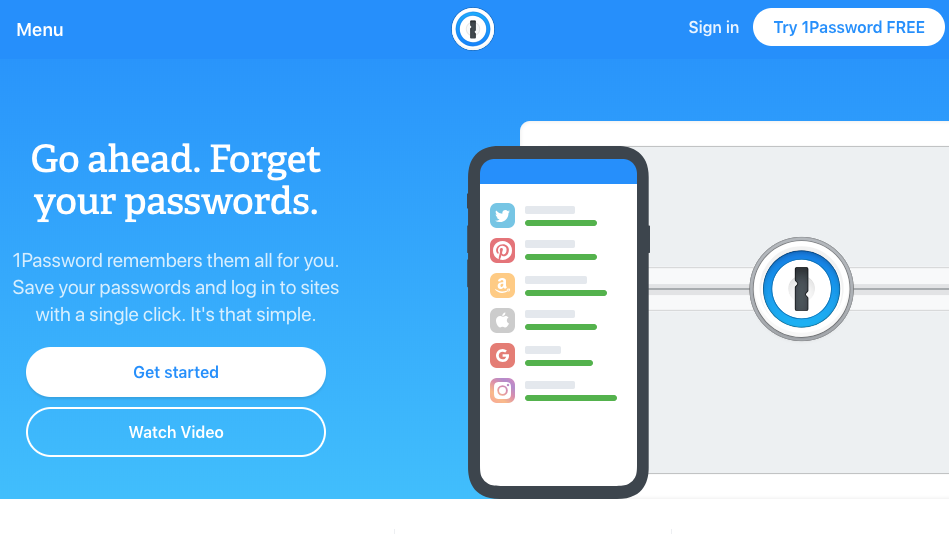 Menu
Sign in
Try 1Password FREE
Go ahead. Forget
your passwords.
1Password remembers them all for you.
Save your passwords and log in to sites
with a single click. It's that simple.
Get started
Watch Video